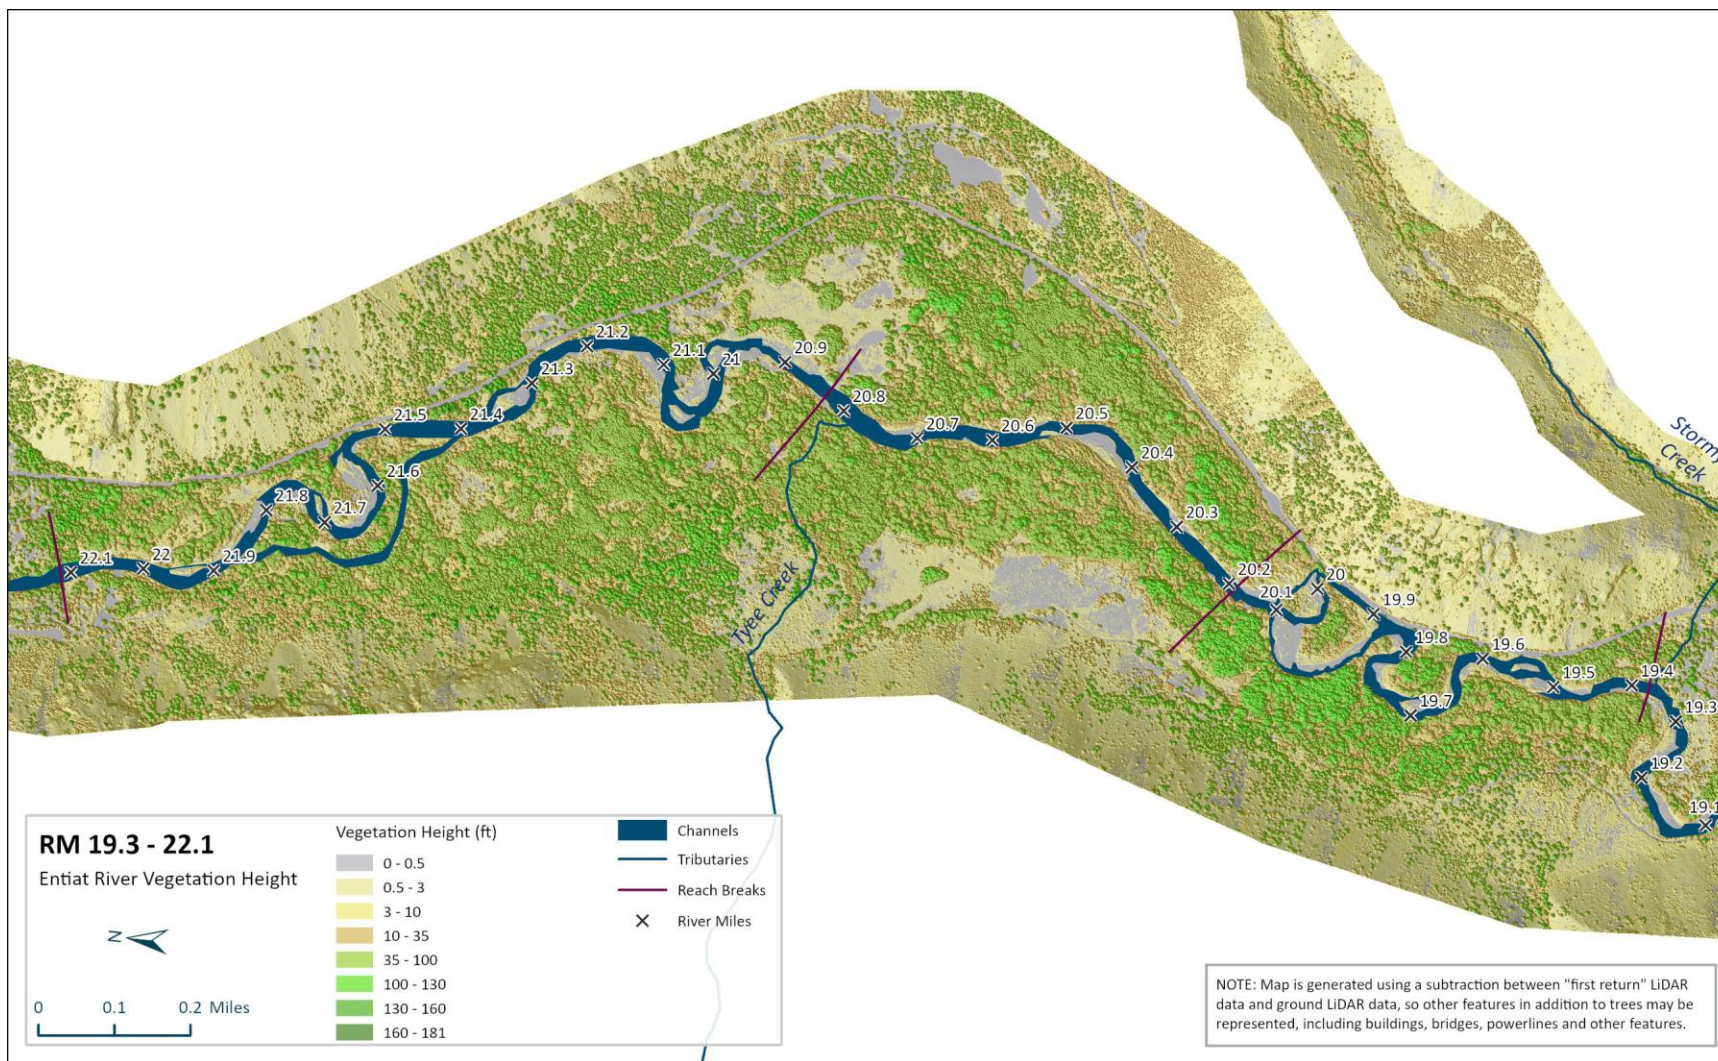 22.1
22
21.9
21.8
21.7
21.6
21.5
21.4
21.3
21.2
21.1
21
20.9
20.8
20.7
20.6
20.5
20.4
20.3
20.2
20.1
20
19.9
19.8
19.7
19.6
19.5
19.4
19.3
19.2
19.1
Tyee Creek
Stormy
Creek
RM 19.3 - 22.1
Entiat River Vegetation Height
N
0 0.1 0.2 Miles
Vegetation Height (ft)
0 - 0.5
0.5 - 3
3 - 10
10 - 35
35 - 100
100 - 130
130 - 160
160 - 181
Channels
Tributaries
Reach Breaks
River Miles
NOTE: Map is generated using a subtraction between "first return" LiDAR
data and ground LiDAR data, so other features in addition to trees may be
represented, including buildings, bridges, powerlines and other features.